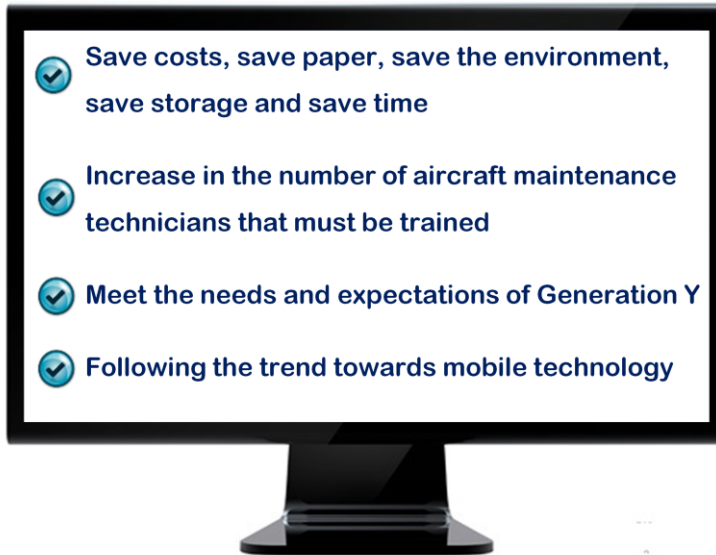 Save costs, save paper, save the environment,
save storage and save time
Increase in the number of aircraft maintenance
technicians that must be trained
Meet the needs and expectations of Generation Y
Following the trend towards mobile technology